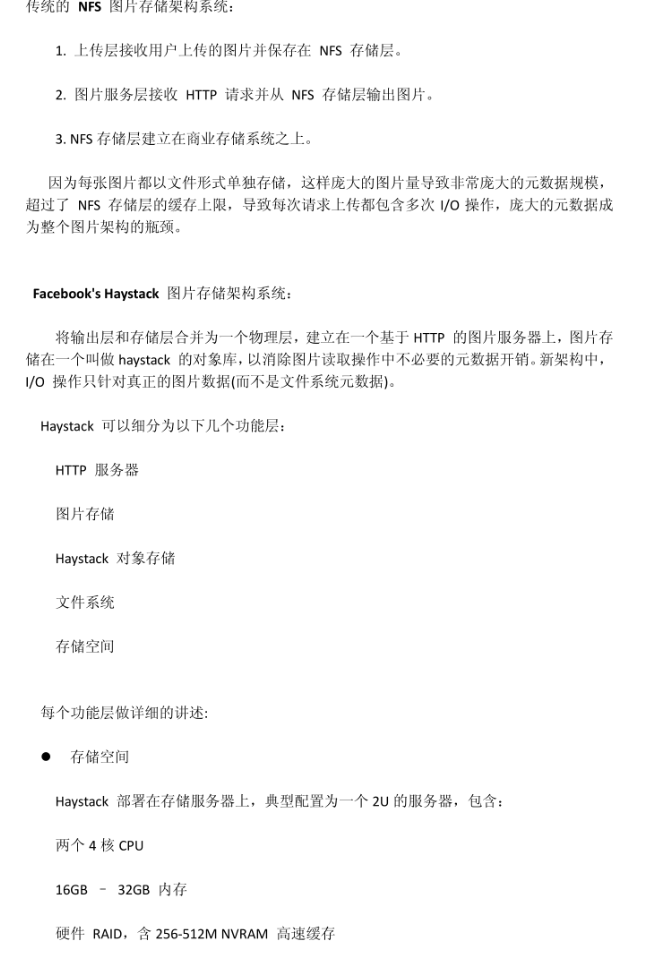 传统的 NFS 图片存储架构系统：
1. 上传层接收用户上传的图片并保存在 NFS 存储层。
2. 图片服务层接收 HTTP 请求并从 NFS 存储层输出图片。
3. NFS 存储层建立在商业存储系统之上。
因为每张图片都以文件形式单独存储，这样庞大的图片量导致非常庞大的元数据规模，
超过了 NFS 存储层的缓存上限，导致每次请求上传都包含多次 I/O 操作，庞大的元数据成
为整个图片架构的瓶颈。
Facebook's Haystack 图片存储架构系统：
将输出层和存储层合并为一个物理层，建立在一个基于 HTTP 的图片服务器上，图片存
储在一个叫做 haystack 的对象库，以消除图片读取操作中不必要的元数据开销。新架构中，
I/O 操作只针对真正的图片数据(而不是文件系统元数据)。
Haystack 可以细分为以下几个功能层：
HTTP 服务器
图片存储
Haystack 对象存储
文件系统
存储空间
每个功能层做详细的讲述:
● 存储空间
Haystack 部署在存储服务器上，典型配置为一个 2U 的服务器，包含：
两个 4 核 CPU
16GB – 32GB 内存
硬件 RAID，含 256-512M NVRAM 高速缓存